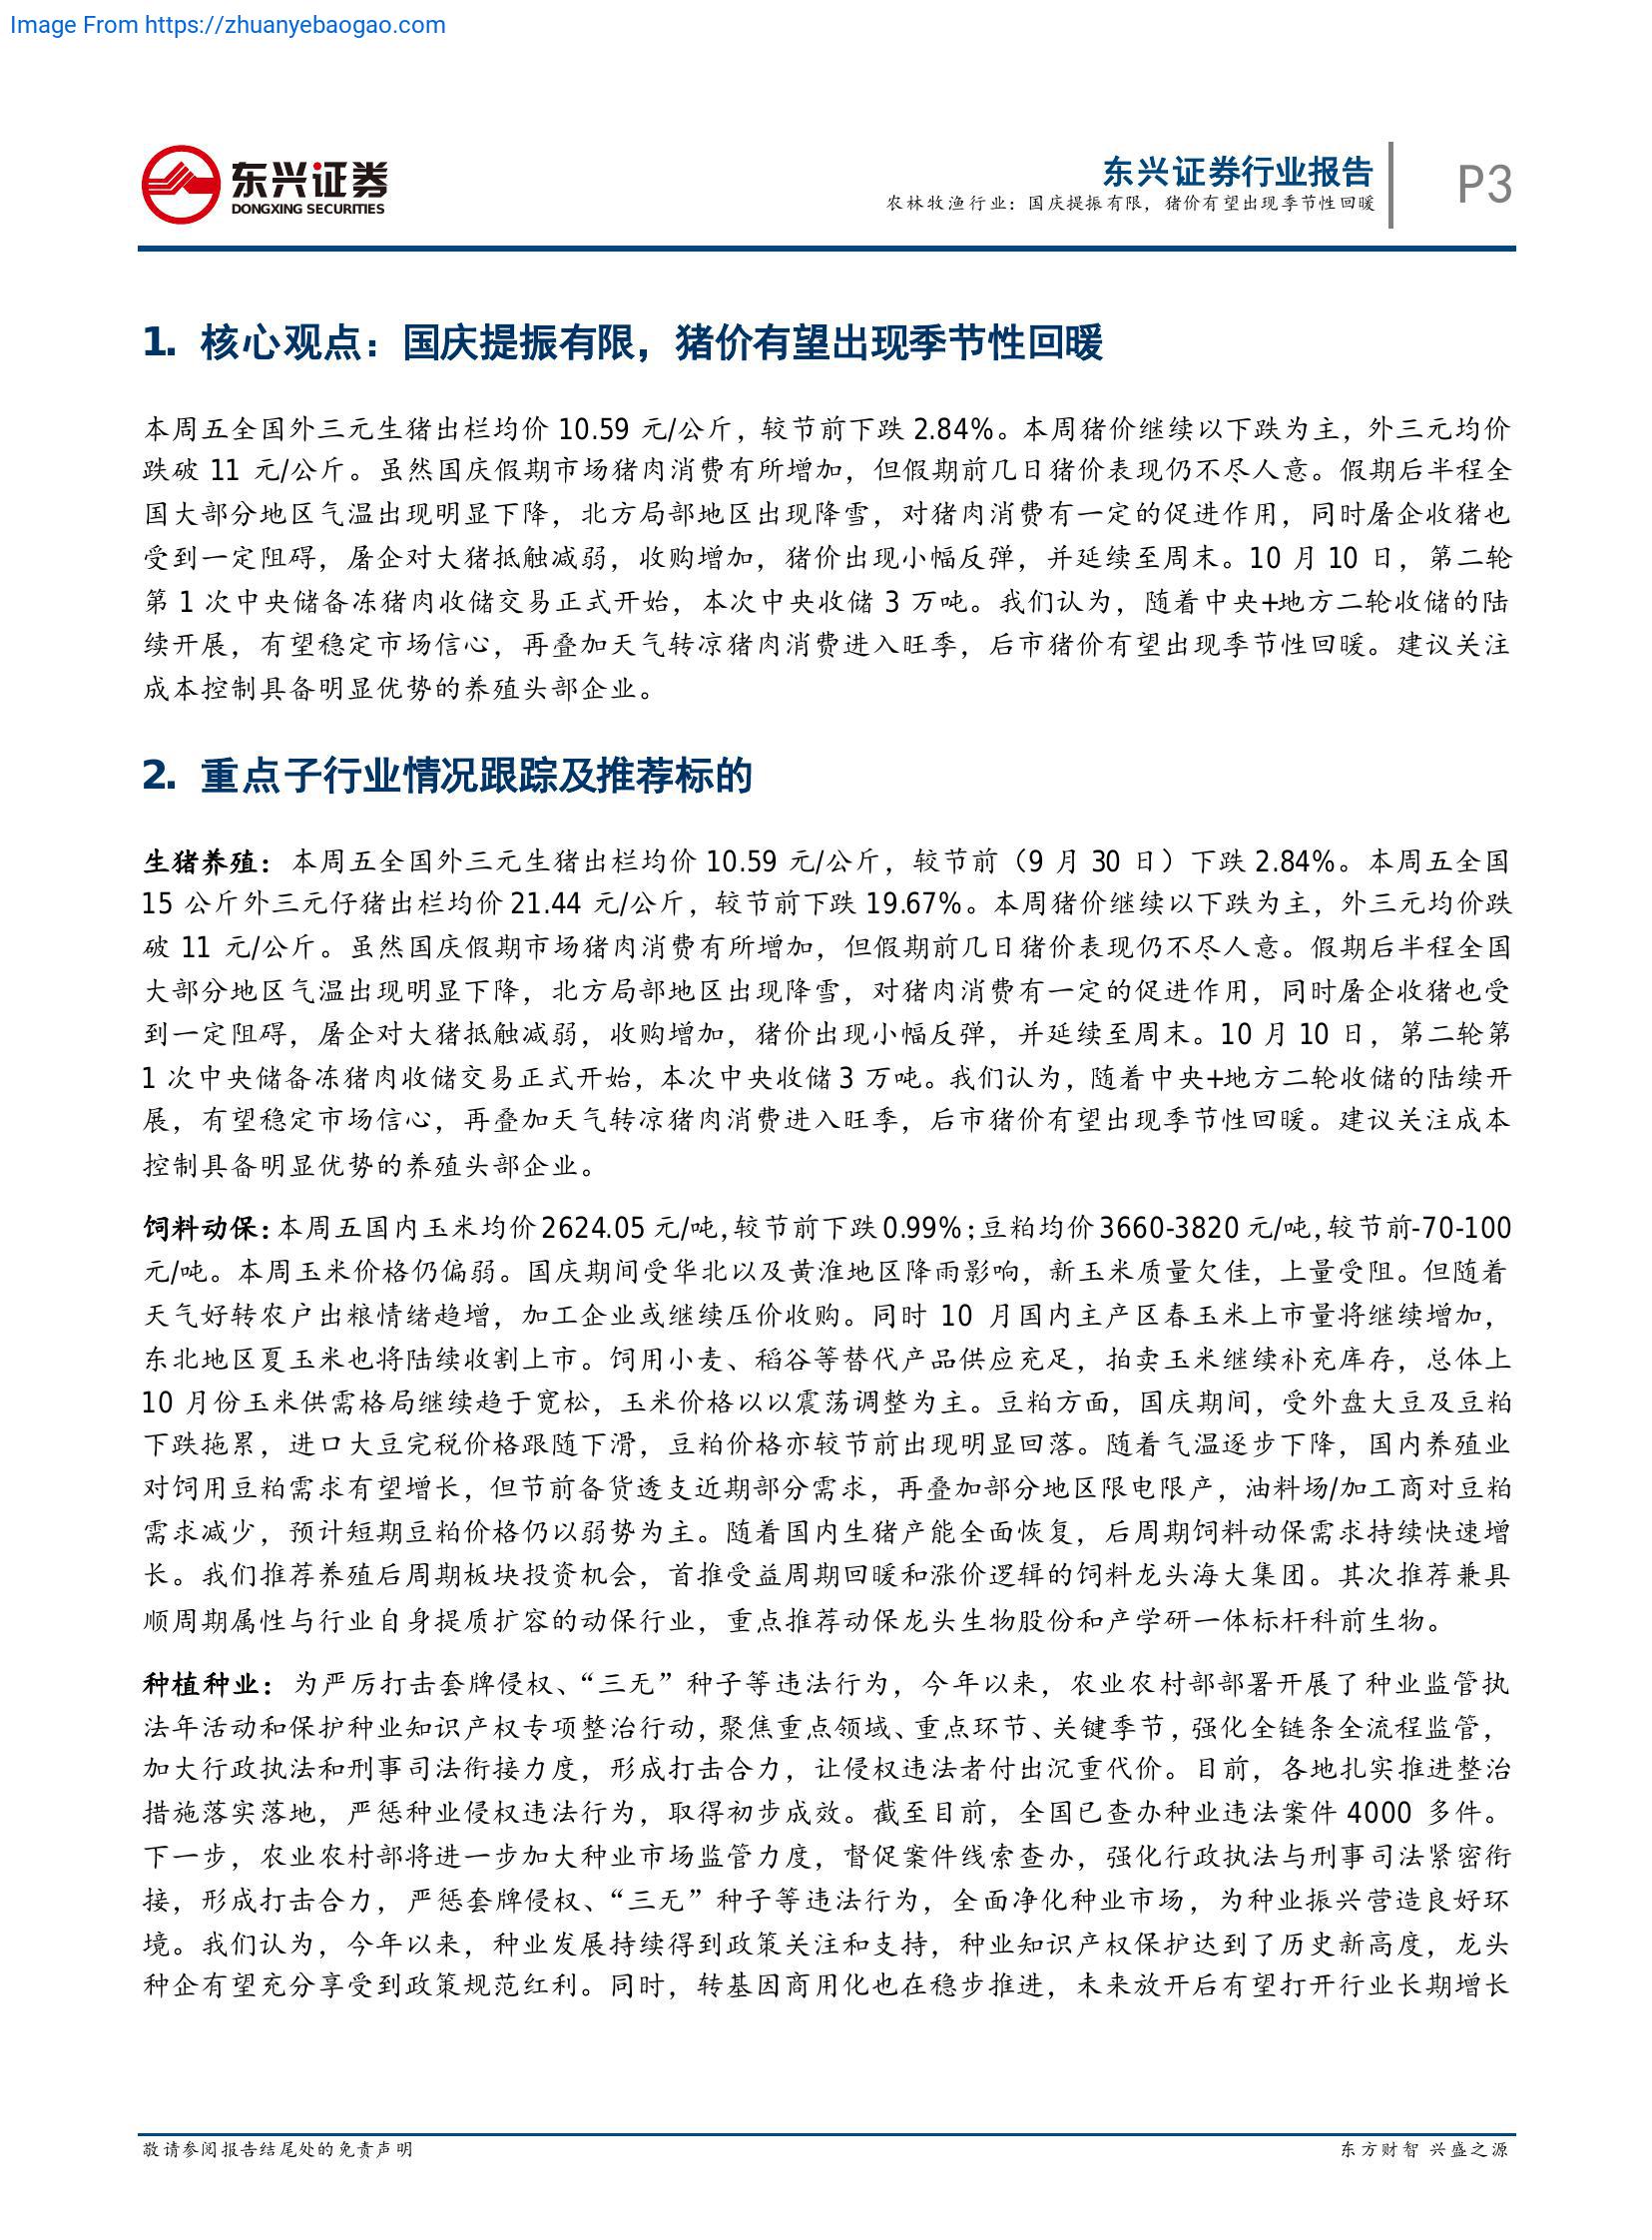 Image From https://zhuanyebaogao.com
东兴证券
DONGXING SECURITIES
东兴证券行业报告
农林牧渔行业：国庆提振有限，猪价有望出现季节性回暖
P3
1. 核心观点：国庆提振有限，猪价有望出现季节性回暖
本周五全国外三元生猪出栏均价 10.59 元/公斤，较节前下跌 2.84%。本周猪价继续以下跌为主，外三元均价
跌破 11 元/公斤。虽然国庆假期市场猪肉消费有所增加，但假期前几日猪价表现仍不尽人意。假期后半程全
国大部分地区气温出现明显下降，北方局部地区出现降雪，对猪肉消费有一定的促进作用，同时屠企收猪也
受到一定阻碍，屠企对大猪抵触减弱，收购增加，猪价出现小幅反弹，并延续至周末。10 月 10 日，第二轮
第 1 次中央储备冻猪肉收储交易正式开始，本次中央收储 3 万吨。我们认为，随着中央+地方二轮收储的陆
续开展，有望稳定市场信心，再叠加天气转凉猪肉消费进入旺季，后市猪价有望出现季节性回暖。建议关注
成本控制具备明显优势的养殖头部企业。
2. 重点子行业情况跟踪及推荐标的
生猪养殖：本周五全国外三元生猪出栏均价 10.59 元/公斤，较节前（9 月 30 日）下跌 2.84%。本周五全国
15 公斤外三元仔猪出栏均价 21.44 元/公斤，较节前下跌 19.67%。本周猪价继续以下跌为主，外三元均价跌
破 11 元/公斤。虽然国庆假期市场猪肉消费有所增加，但假期前几日猪价表现仍不尽人意。假期后半程全国
大部分地区气温出现明显下降，北方局部地区出现降雪，对猪肉消费有一定的促进作用，同时屠企收猪也受
到一定阻碍，屠企对大猪抵触减弱，收购增加，猪价出现小幅反弹，并延续至周末。10 月 10 日，第二轮第
1 次中央储备冻猪肉收储交易正式开始，本次中央收储 3 万吨。我们认为，随着中央+地方二轮收储的陆续开
展，有望稳定市场信心，再叠加天气转凉猪肉消费进入旺季，后市猪价有望出现季节性回暖。建议关注成本
控制具备明显优势的养殖头部企业。
饲料动保：本周五国内玉米均价 2624.05 元/吨，较节前下跌 0.99%；豆粕均价 3660-3820 元/吨，较节前-70-100
元/吨。本周玉米价格仍偏弱。国庆期间受华北以及黄淮地区降雨影响，新玉米质量欠佳，上量受阻。但随着
天气好转农户出粮情绪趋增，加工企业或继续压价收购。同时 10 月国内主产区春玉米上市量将继续增加，
东北地区夏玉米也将陆续收割上市。饲用小麦、稻谷等替代产品供应充足，拍卖玉米继续补充库存，总体上
10 月份玉米供需格局继续趋于宽松，玉米价格以以震荡调整为主。豆粕方面，国庆期间，受外盘大豆及豆粕
下跌拖累，进口大豆完税价格跟随下滑，豆粕价格亦较节前出现明显回落。随着气温逐步下降，国内养殖业
对饲用豆粕需求有望增长，但节前备货透支近期部分需求，再叠加部分地区限电限产，油料场/加工商对豆粕
需求减少，预计短期豆粕价格仍以弱势为主。随着国内生猪产能全面恢复，后周期饲料动保需求持续快速增
长。我们推荐养殖后周期板块投资机会，首推受益周期回暖和涨价逻辑的饲料龙头海大集团。其次推荐兼具
顺周期属性与行业自身提质扩容的动保行业，重点推荐动保龙头生物股份和产学研一体标杆科前生物。
种植种业：为严厉打击套牌侵权、“三无”种子等违法行为，今年以来，农业农村部部署开展了种业监管执
法年活动和保护种业知识产权专项整治行动，聚焦重点领域、重点环节、关键季节，强化全链条全流程监管，
加大行政执法和刑事司法衔接力度，形成打击合力，让侵权违法者付出沉重代价。目前，各地扎实推进整治
措施落实落地，严惩种业侵权违法行为，取得初步成效。截至目前，全国已查办种业违法案件 4000 多件。
下一步，农业农村部将进一步加大种业市场监管力度，督促案件线索查办，强化行政执法与刑事司法紧密衔
接，形成打击合力，严惩套牌侵权、“三无”种子等违法行为，全面净化种业市场，为种业振兴营造良好环
境。我们认为，今年以来，种业发展持续得到政策关注和支持，种业知识产权保护达到了历史新高度，龙头
种企有望充分享受到政策规范红利。同时，转基因商用化也在稳步推进，未来放开后有望打开行业长期增长
敬请参阅报告结尾处的免责声明
东方财智 兴盛之源